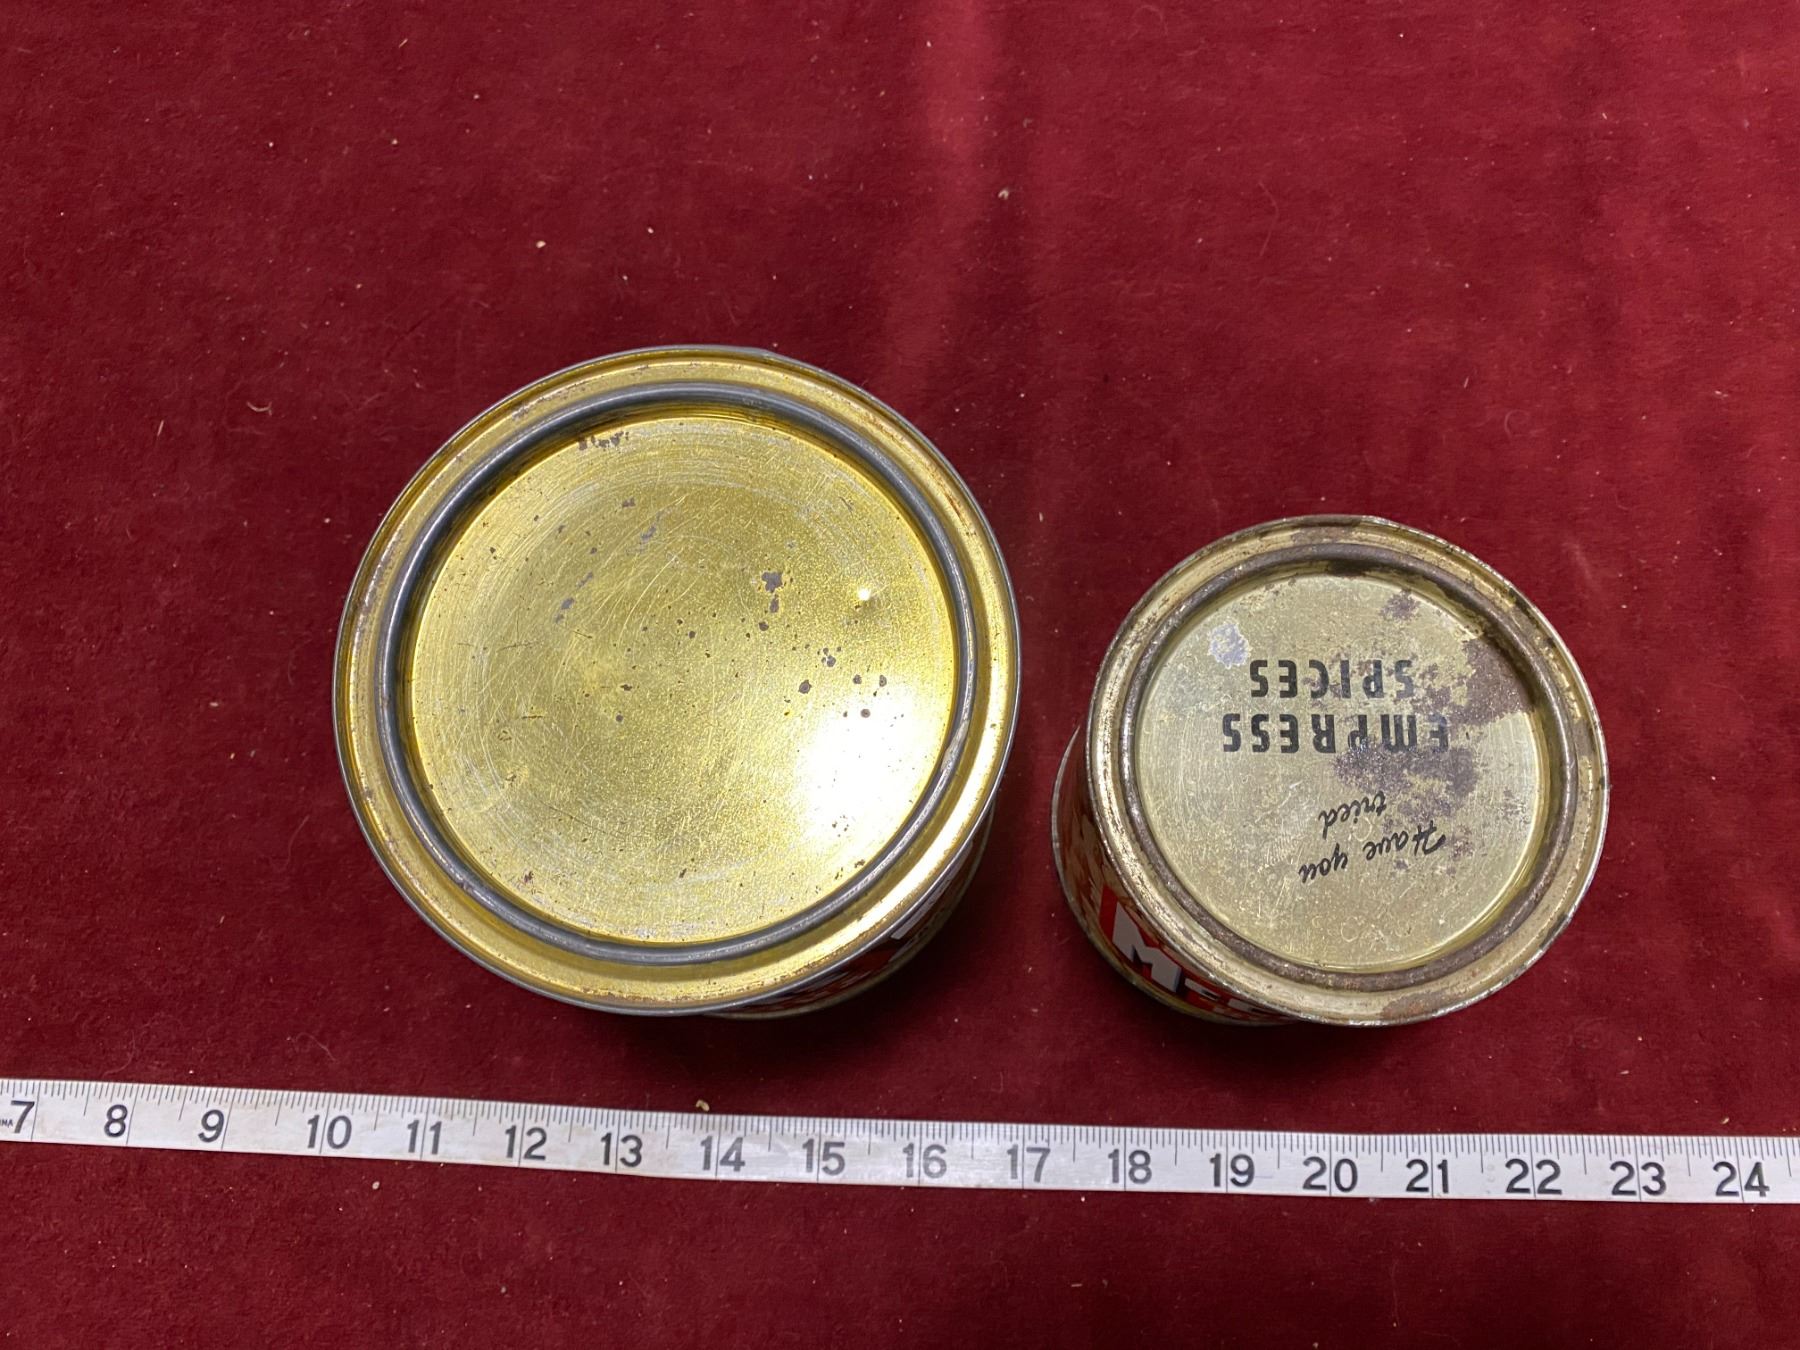 Have you
tried
EMPRESS
SPICES
7 8 9 10 11 12 13 14 15 16 17 18 19 20 21 22 23 24